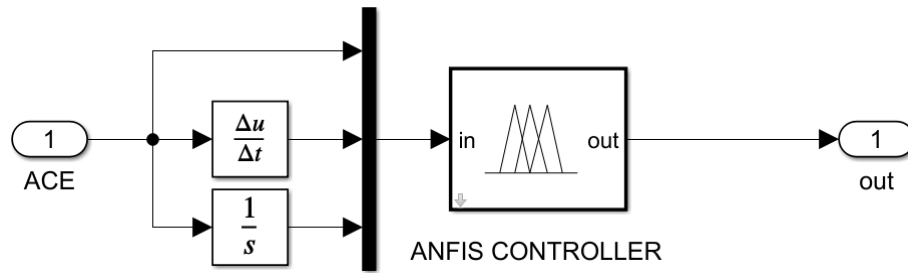 1
ACE
Δu
Δt
1
s
in
out
ANFIS CONTROLLER
1
out